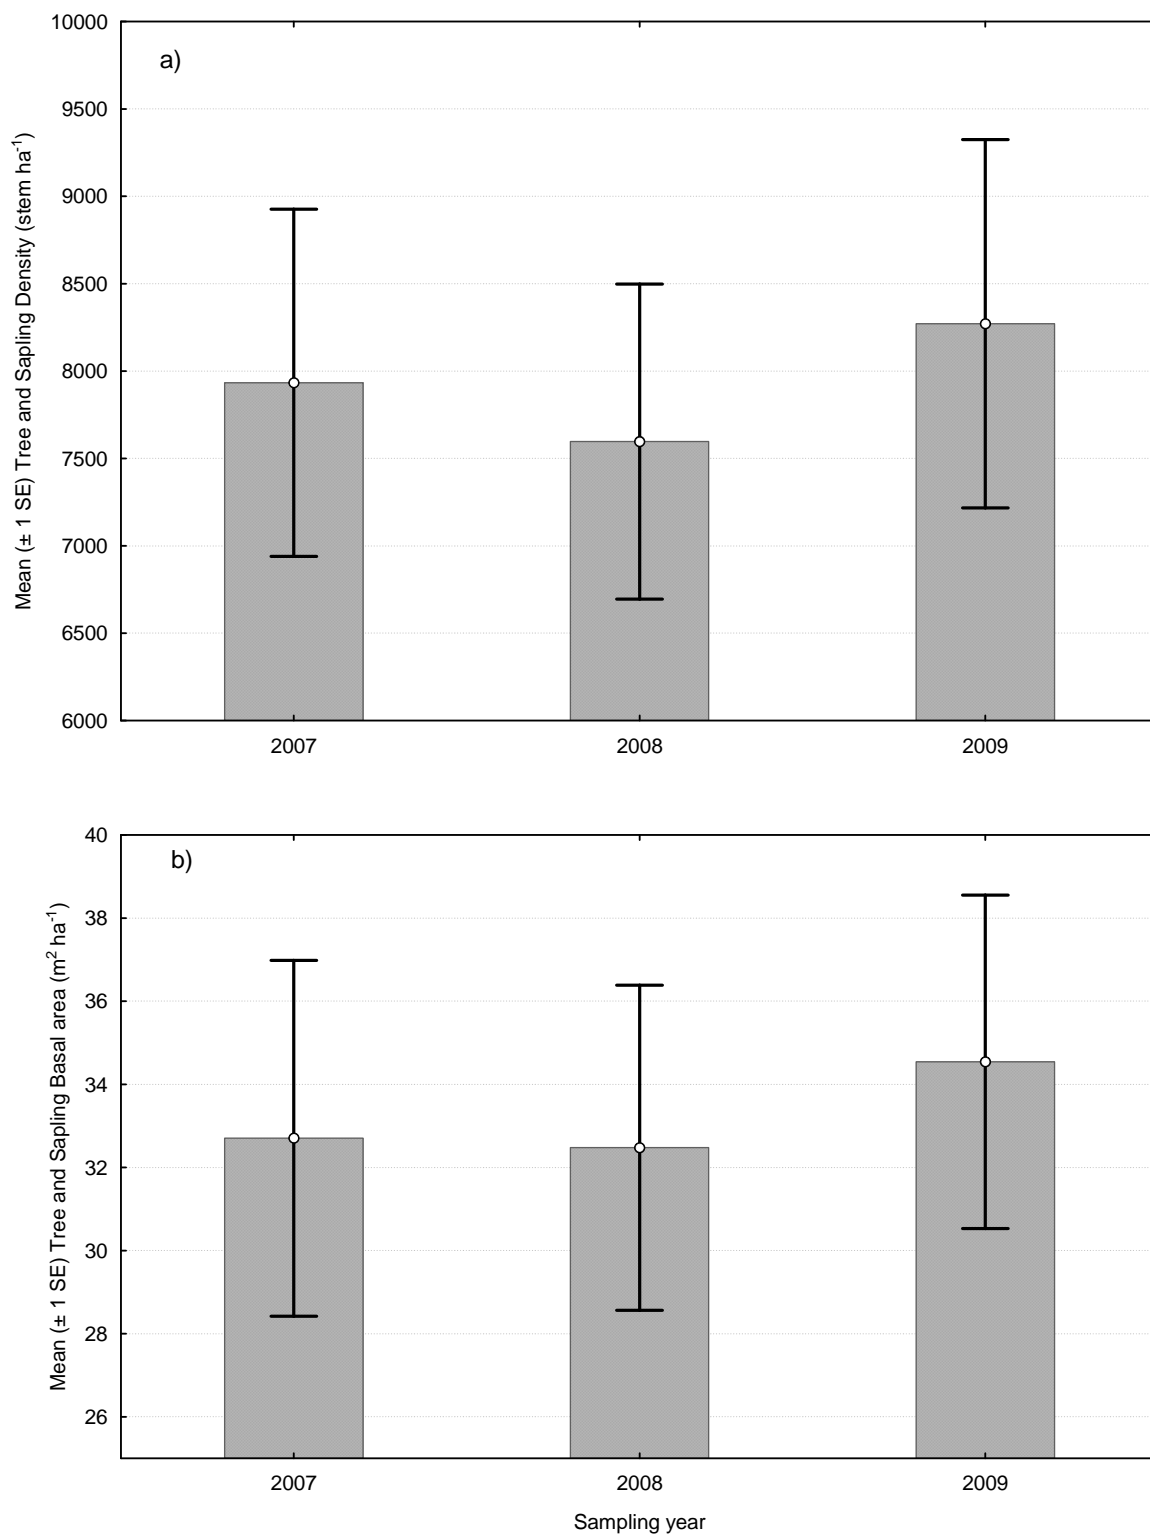 a)
Mean (± 1 SE) Tree and Sapling Density (stem ha-1)
10000
9500
9000
8500
8000
7500
7000
6500
6000
2007 2008 2009
b)
Mean (± 1 SE) Tree and Sapling Basal area (m2 ha-1)
40
38
36
34
32
30
28
26
2007 2008 2009
Sampling year